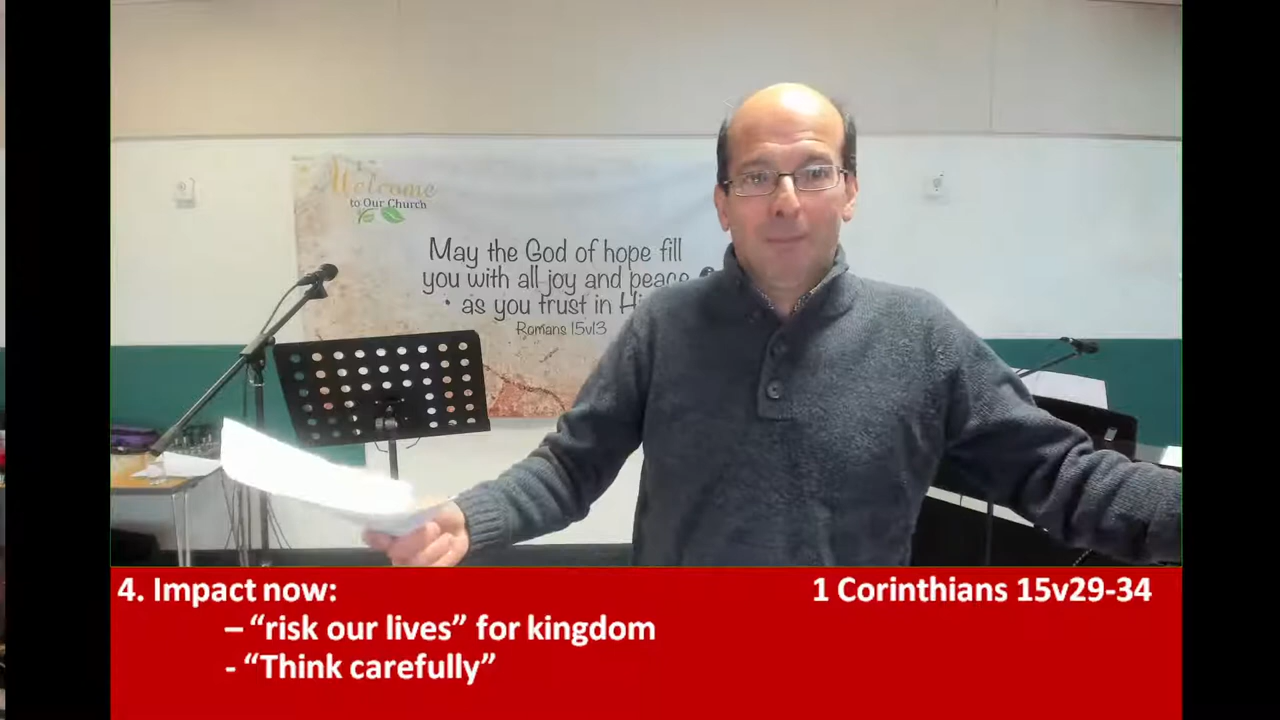 Welcome
to Our Church
May the God of hope fill
you with all joy and peace
as you trust in Hi
Romans 15v13
4. Impact now:
1 Corinthians 15v29-34
– “risk our lives” for kingdom
- “Think carefully”